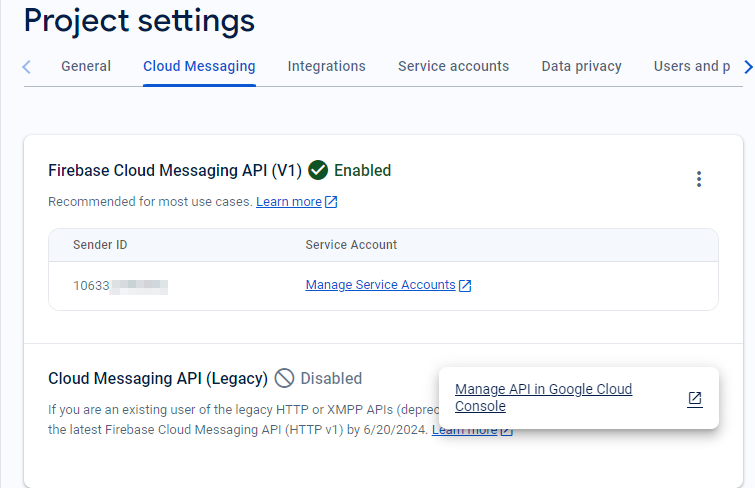 Project settings
General Cloud Messaging Integrations Service accounts Data privacy Users and p
Firebase Cloud Messaging API (V1) Enabled
Recommended for most use cases. Learn more
Sender ID Service Account
10633 Manage Service Accounts
Cloud Messaging API (Legacy) Disabled
Manage API in Google Cloud
Console
If you are an existing user of the legacy HTTP or XMPP APIs (deprec
the latest Firebase Cloud Messaging API (HTTP v1) by 6/20/2024. Learn more